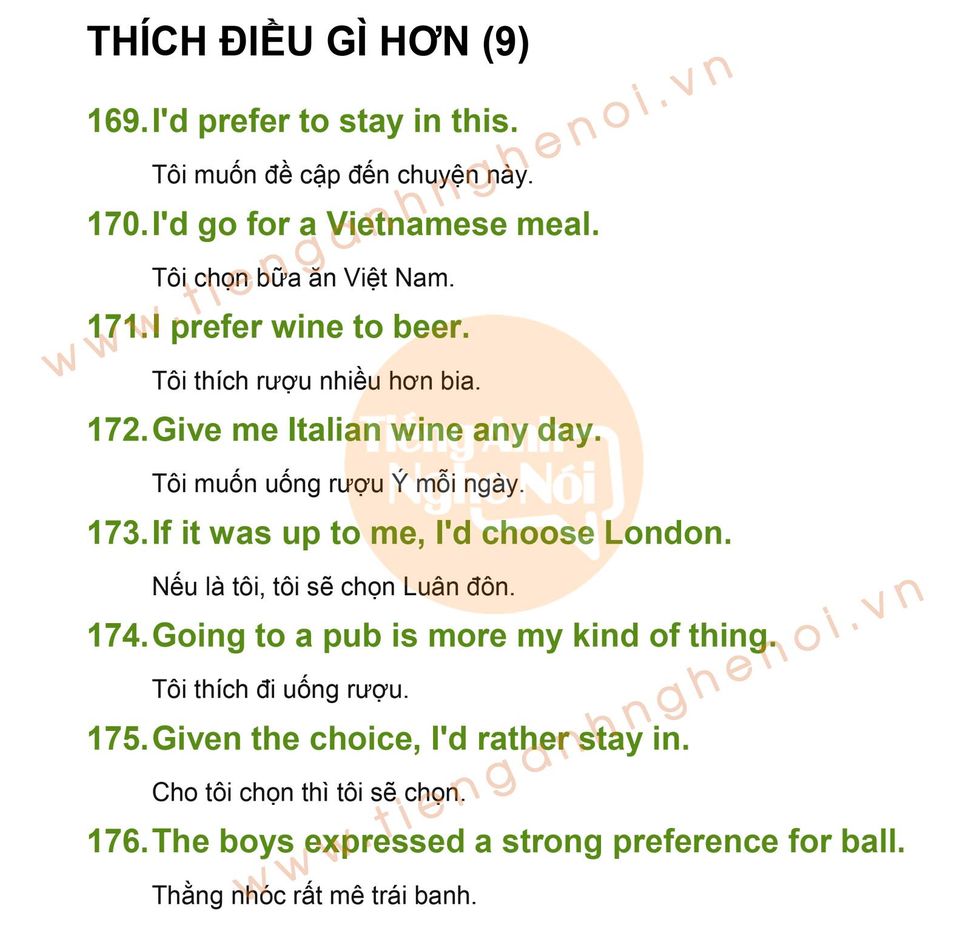 THÍCH ĐIỀU GÌ HƠN (9)
169. I'd prefer to stay in this.
Tôi muốn đề cập đến chuyện này.
170. I'd go for a Vietnamese meal.
Tôi chọn bữa ăn Việt Nam.
171. I prefer wine to beer.
Tôi thích rượu nhiều hơn bia.
172. Give me Italian wine any day.
Tôi muốn uống rượu Ý mỗi ngày.
173. If it was up to me, I'd choose London.
Nếu là tôi, tôi sẽ chọn Luân đôn.
174. Going to a pub is more my kind of thing.
Tôi thích đi uống rượu.
175. Given the choice, I'd rather stay in.
Cho tôi chọn thì tôi sẽ chọn.
176. The boys expressed a strong preference for ball.
Thằng nhóc rất mê trái banh.
www.tienganhnghenoi.vn
Tiếng Anh
Nghe Nói
www.tienganhnghenoi.vn